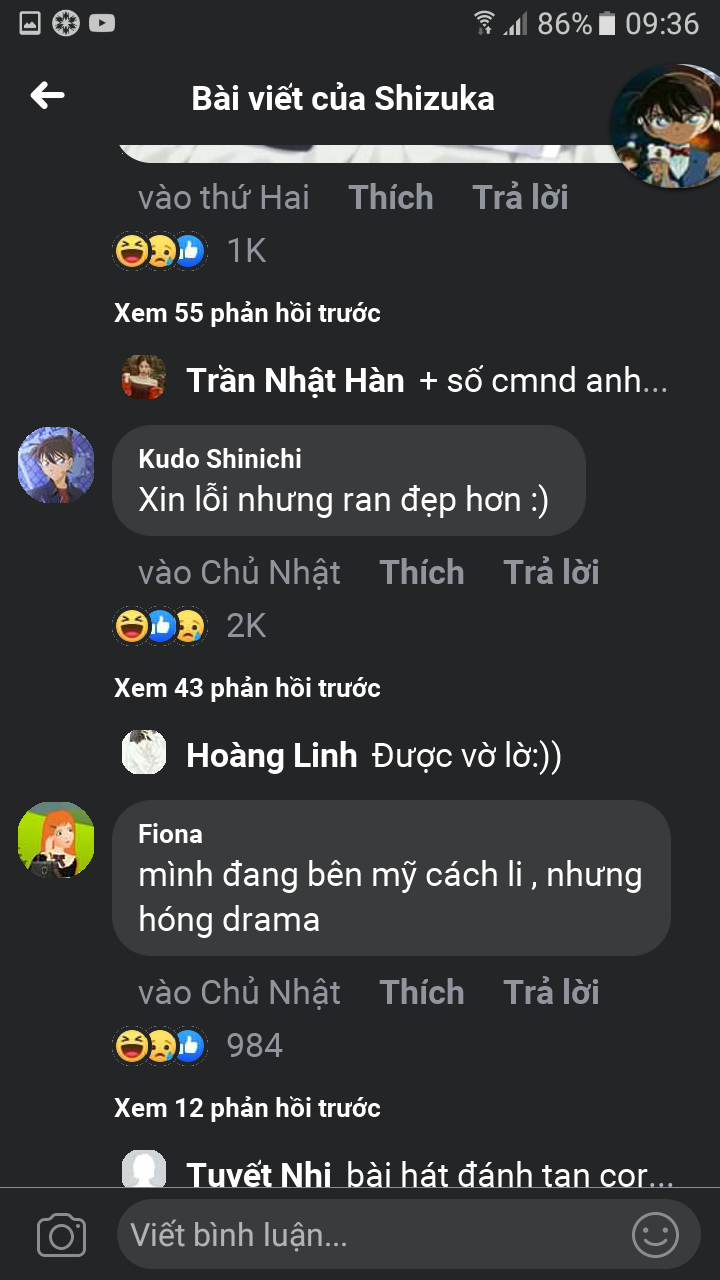 86% 09:36
Bài viết của Shizuka
vào thứ Hai Thích Trả lời
1K
Xem 55 phản hồi trước
Trần Nhật Hàn + số cmnd anh...
Kudo Shinichi
Xin lỗi nhưng ran đẹp hơn :)
vào Chủ Nhật Thích Trả lời
2K
Xem 43 phản hồi trước
Hoàng Linh Được vờ lờ:))
Fiona
mình đang bên mỹ cách li , nhưng
hóng drama
vào Chủ Nhật Thích Trả lời
984
Xem 12 phản hồi trước
Tuyết Nhi bài hát đánh tan cor...
Viết bình luận...